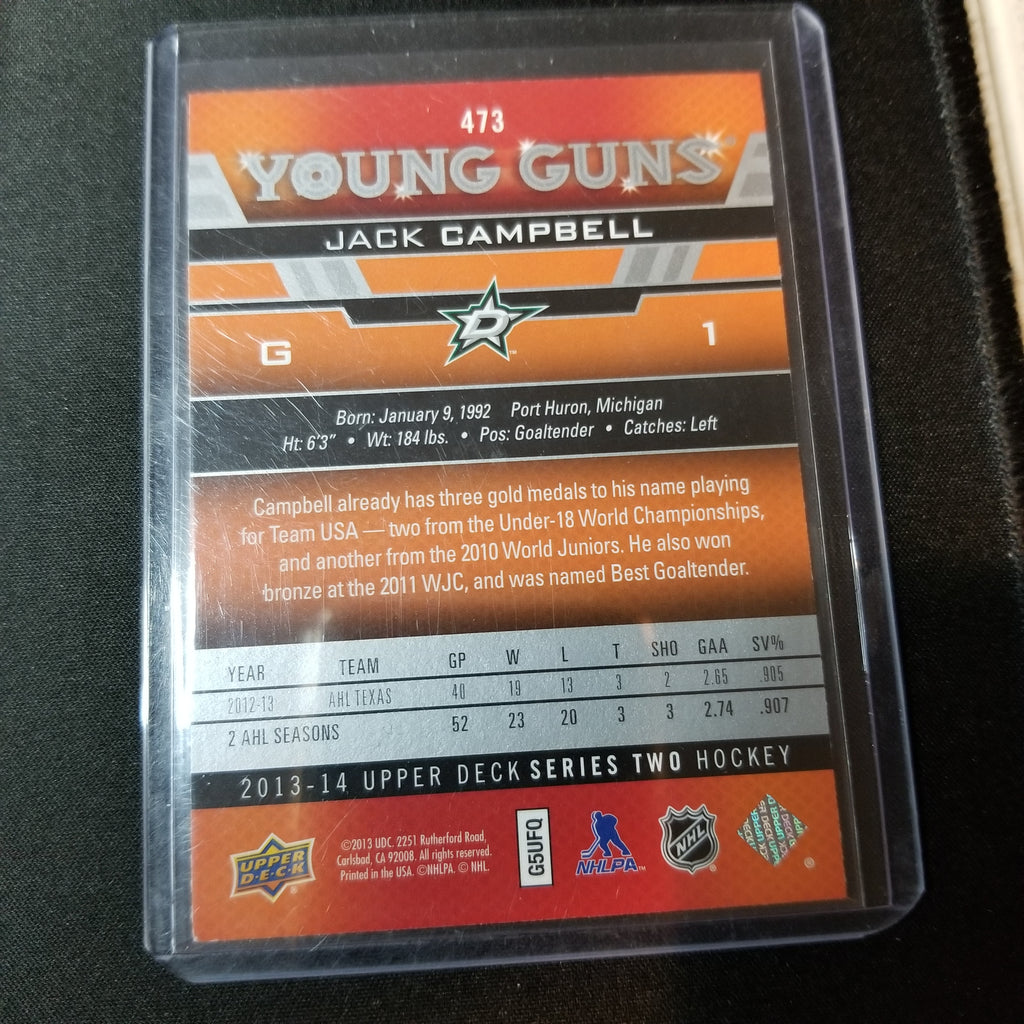 473
YOUNG GUNS®
JACK CAMPBELL
D ™
G 1
Born: January 9, 1992 Port Huron, Michigan
Ht: 6'3" • Wt: 184 lbs. • Pos: Goaltender • Catches: Left
Campbell already has three gold medals to his name playing
for Team USA — two from the Under-18 World Championships,
and another from the 2010 World Juniors. He also won
bronze at the 2011 WJC, and was named Best Goaltender.
YEAR TEAM GP W L T SHO GAA SV%
2012-13 AHL TEXAS 40 19 13 3 2 2.65 .905
2 AHL SEASONS 52 23 20 3 3 2.74 .907
2013-14 UPPER DECK SERIES TWO HOCKEY
UPPER
D•E•C•K ®
©2013 UDC. 2251 Rutherford Road,
Carlsbad, CA 92008. All rights reserved.
Printed in the USA. ©NHLPA. © NHL.
G5UFQ
NHLPA™
NHL ®
UPPER D
®